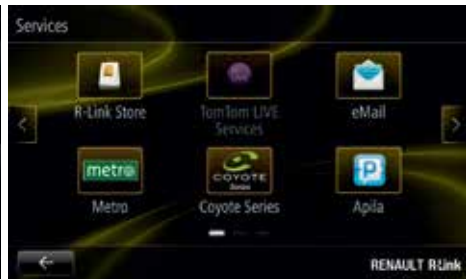 Services
R-Link Store
TomTom LIVE
Services
eMail
metro
COYOTE
Series
P
Metro
Coyote Series
Apila
RENAULT R-Link